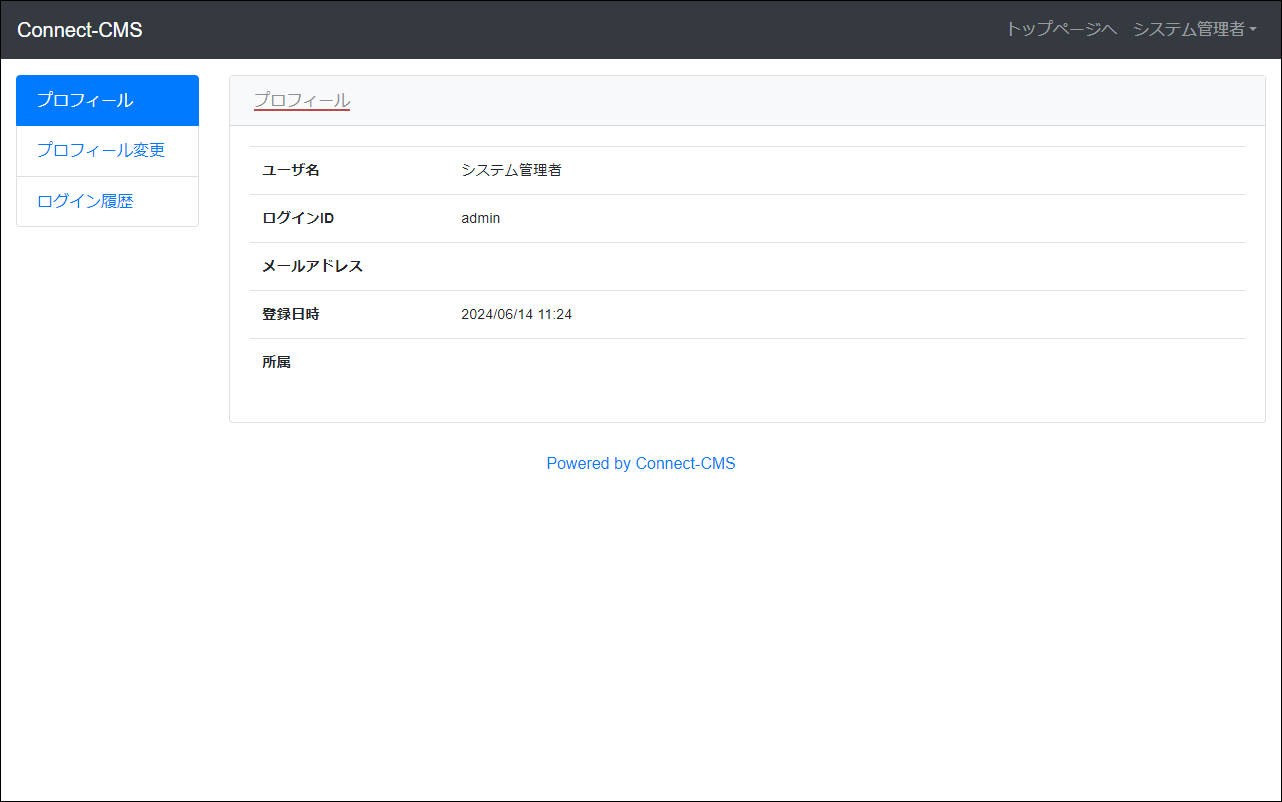 Connect-CMS
トップページへ システム管理者
プロフィール
プロフィール変更
ログイン履歴
プロフィール
ユーザ名 システム管理者
ログインID admin
メールアドレス
登録日時 2024/06/14 11:24
所属
Powered by Connect-CMS